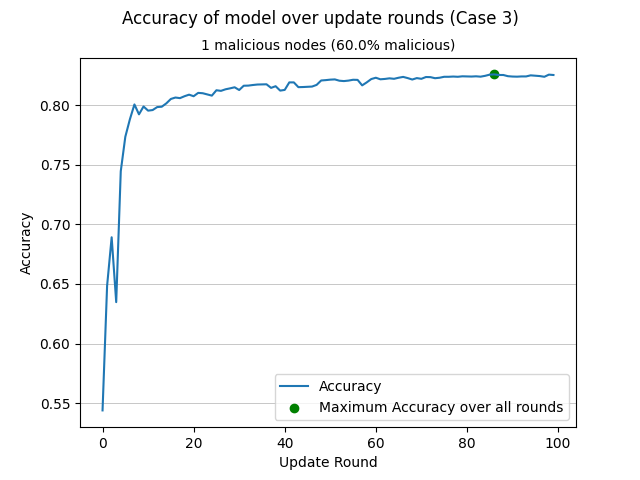 Accuracy of model over update rounds (Case 3)
1 malicious nodes (60.0% malicious)
0.80
0.75
0.70
0.65
0.60
0.55
Accuracy
Accuracy
Maximum Accuracy over all rounds
0 20 40 60 80 100
Update Round